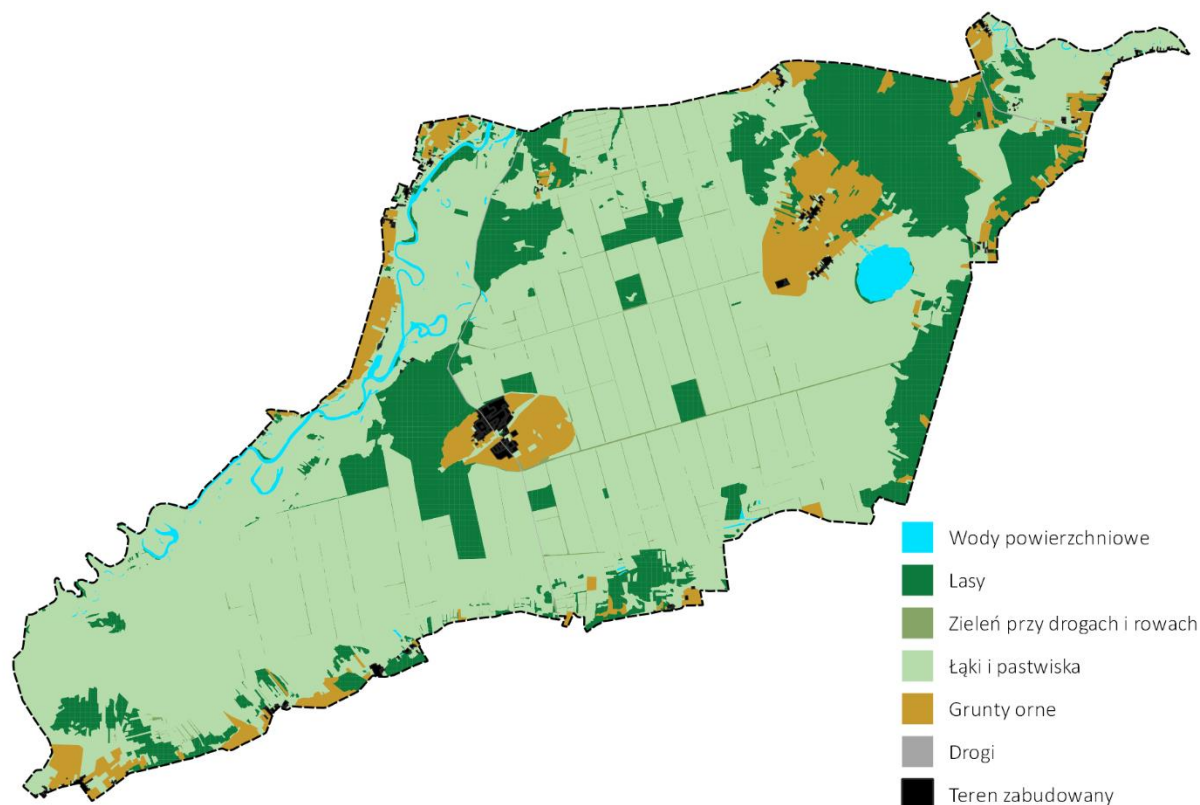 Wody powierzchniowe
Lasy
Zieleń przy drogach i rowach
Łąki i pastwiska
Grunty orne
Drogi
Teren zabudowany